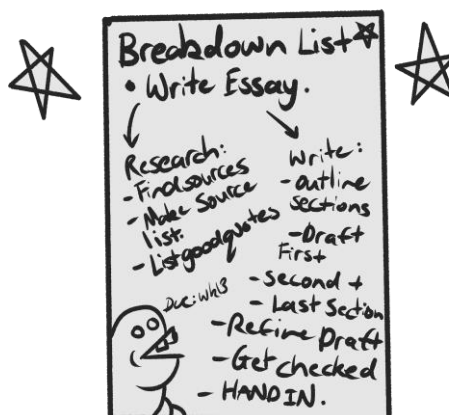 Breakdown List
• Write Essay.
Research:
- Find sources
- Make Source
list.
- List good quotes
Write:
- outline
sections
- Draft
First
- Second +
- Last Section
- Refine Draft
- Get checked
- HAND IN.
Due: Wk3